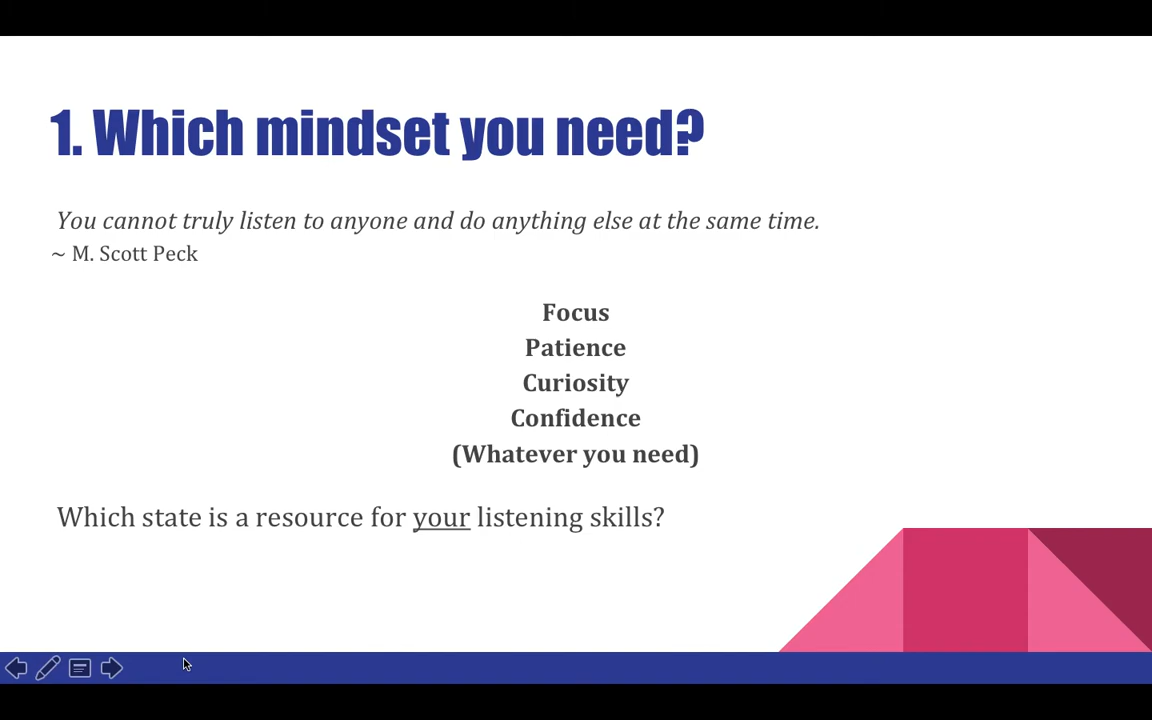 1. Which mindset you need?
You cannot truly listen to anyone and do anything else at the same time.
~ M. Scott Peck
Focus
Patience
Curiosity
Confidence
(Whatever you need)
Which state is a resource for your listening skills?